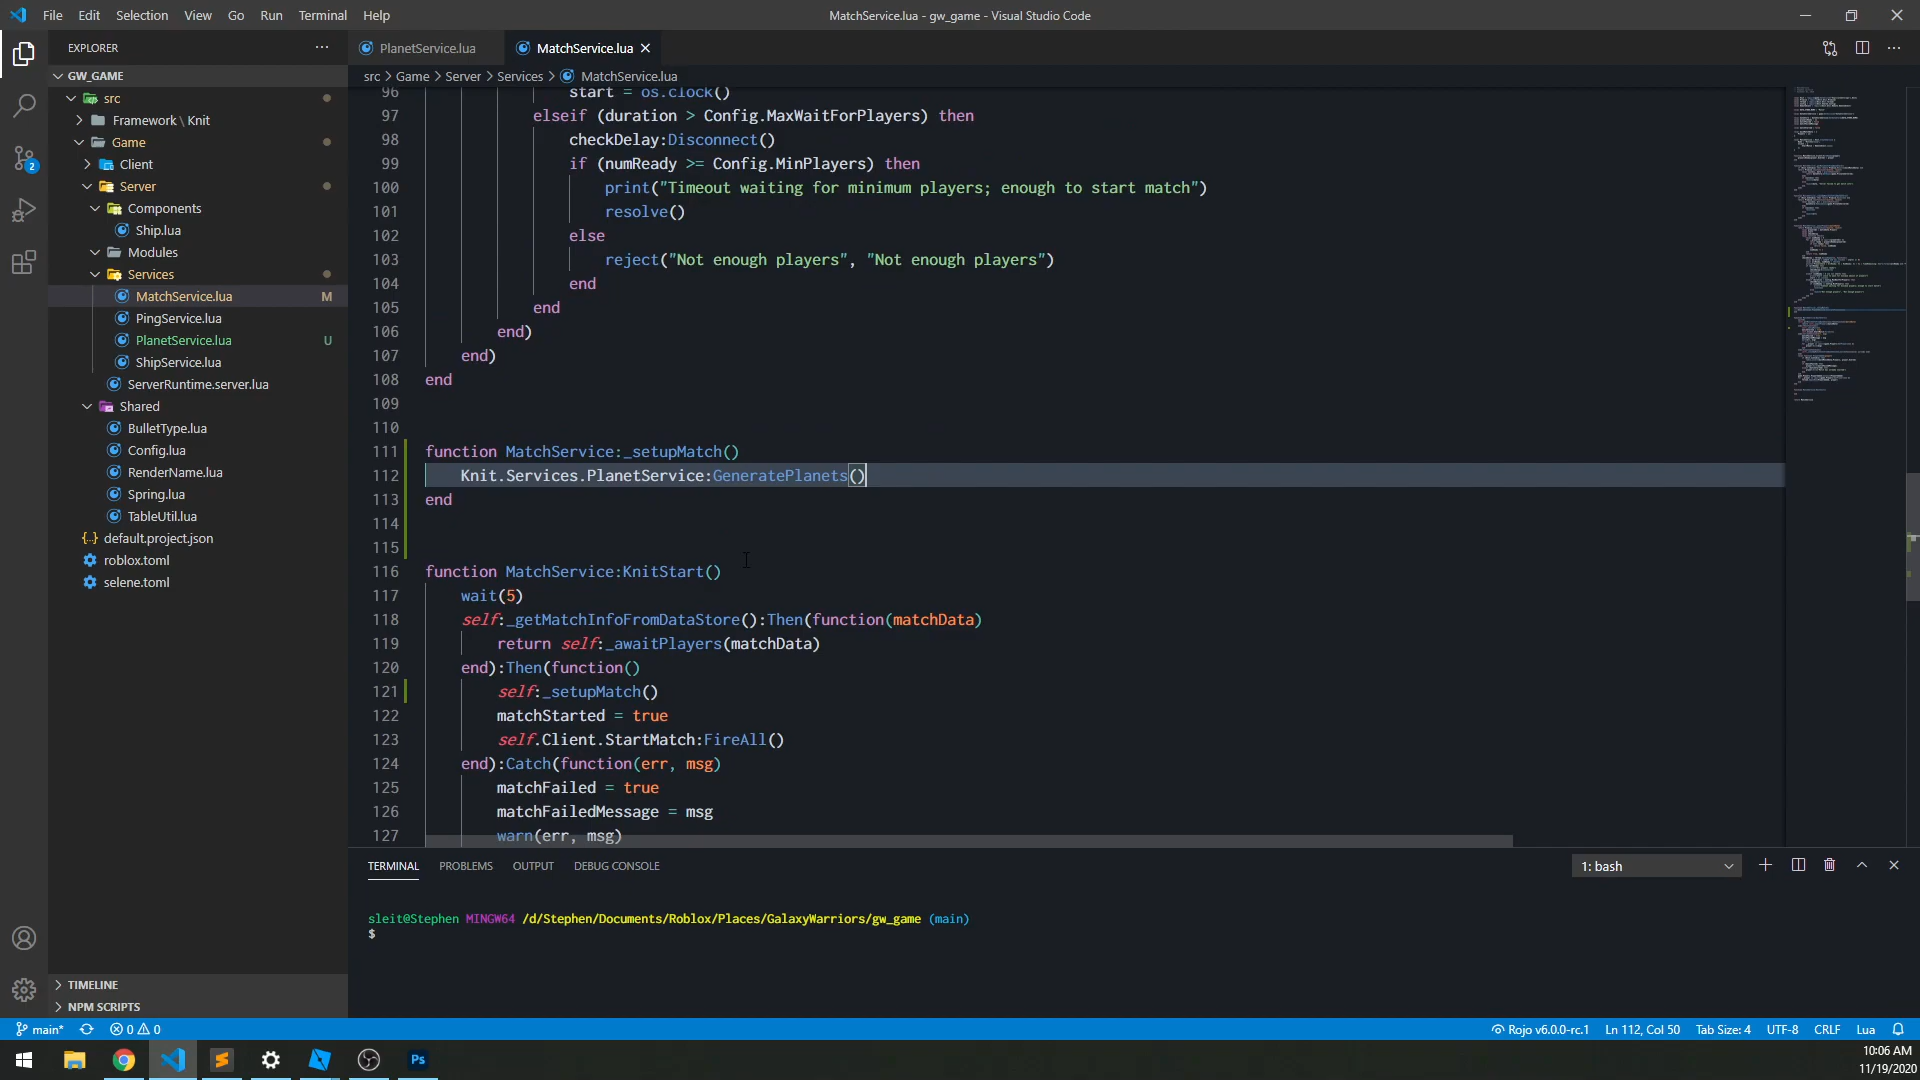 File Edit Selection View Go Run Terminal Help
MatchService.lua - gw_game - Visual Studio Code
EXPLORER
GW_GAME
src
Framework \ Knit
Game
Client
Server
Components
Ship.lua
Modules
Services
MatchService.lua M
PingService.lua
PlanetService.lua U
ShipService.lua
ServerRuntime.server.lua
Shared
BulletType.lua
Config.lua
RenderName.lua
Spring.lua
TableUtil.lua
default.project.json
roblox.toml
selene.toml
TIMELINE
NPM SCRIPTS
2
PlanetService.lua
MatchService.lua
src > Game > Server > Services > MatchService.lua
96 start = os.clock()
97 elseif (duration > Config.MaxWaitForPlayers) then
98 checkDelay:Disconnect()
99 if (numReady >= Config.MinPlayers) then
100 print("Timeout waiting for minimum players; enough to start match")
101 resolve()
102 else
103 reject("Not enough players", "Not enough players")
104 end
105 end
106 end)
107 end)
108 end
109
110
111 function MatchService:_setupMatch()
112 Knit.Services.PlanetService:GeneratePlanets()
113 end
114
115
116 function MatchService:KnitStart()
117 wait(5)
118 self:_getMatchInfoFromDataStore():Then(function(matchData)
119 return self:_awaitPlayers(matchData)
120 end):Then(function()
121 self:_setupMatch()
122 matchStarted = true
123 self.Client.StartMatch:FireAll()
124 end):Catch(function(err, msg)
125 matchFailed = true
126 matchFailedMessage = msg
127 warn(err, msg)
TERMINAL PROBLEMS OUTPUT DEBUG CONSOLE
1: bash
sleit@Stephen MINGW64 /d/Stephen/Documents/Roblox/Places/GalaxyWarriors/gw_game (main)
$
main* 0 0
Rojo v6.0.0-rc.1 Ln 112, Col 50 Tab Size: 4 UTF-8 CRLF Lua
Ps
10:06 AM
11/19/2020